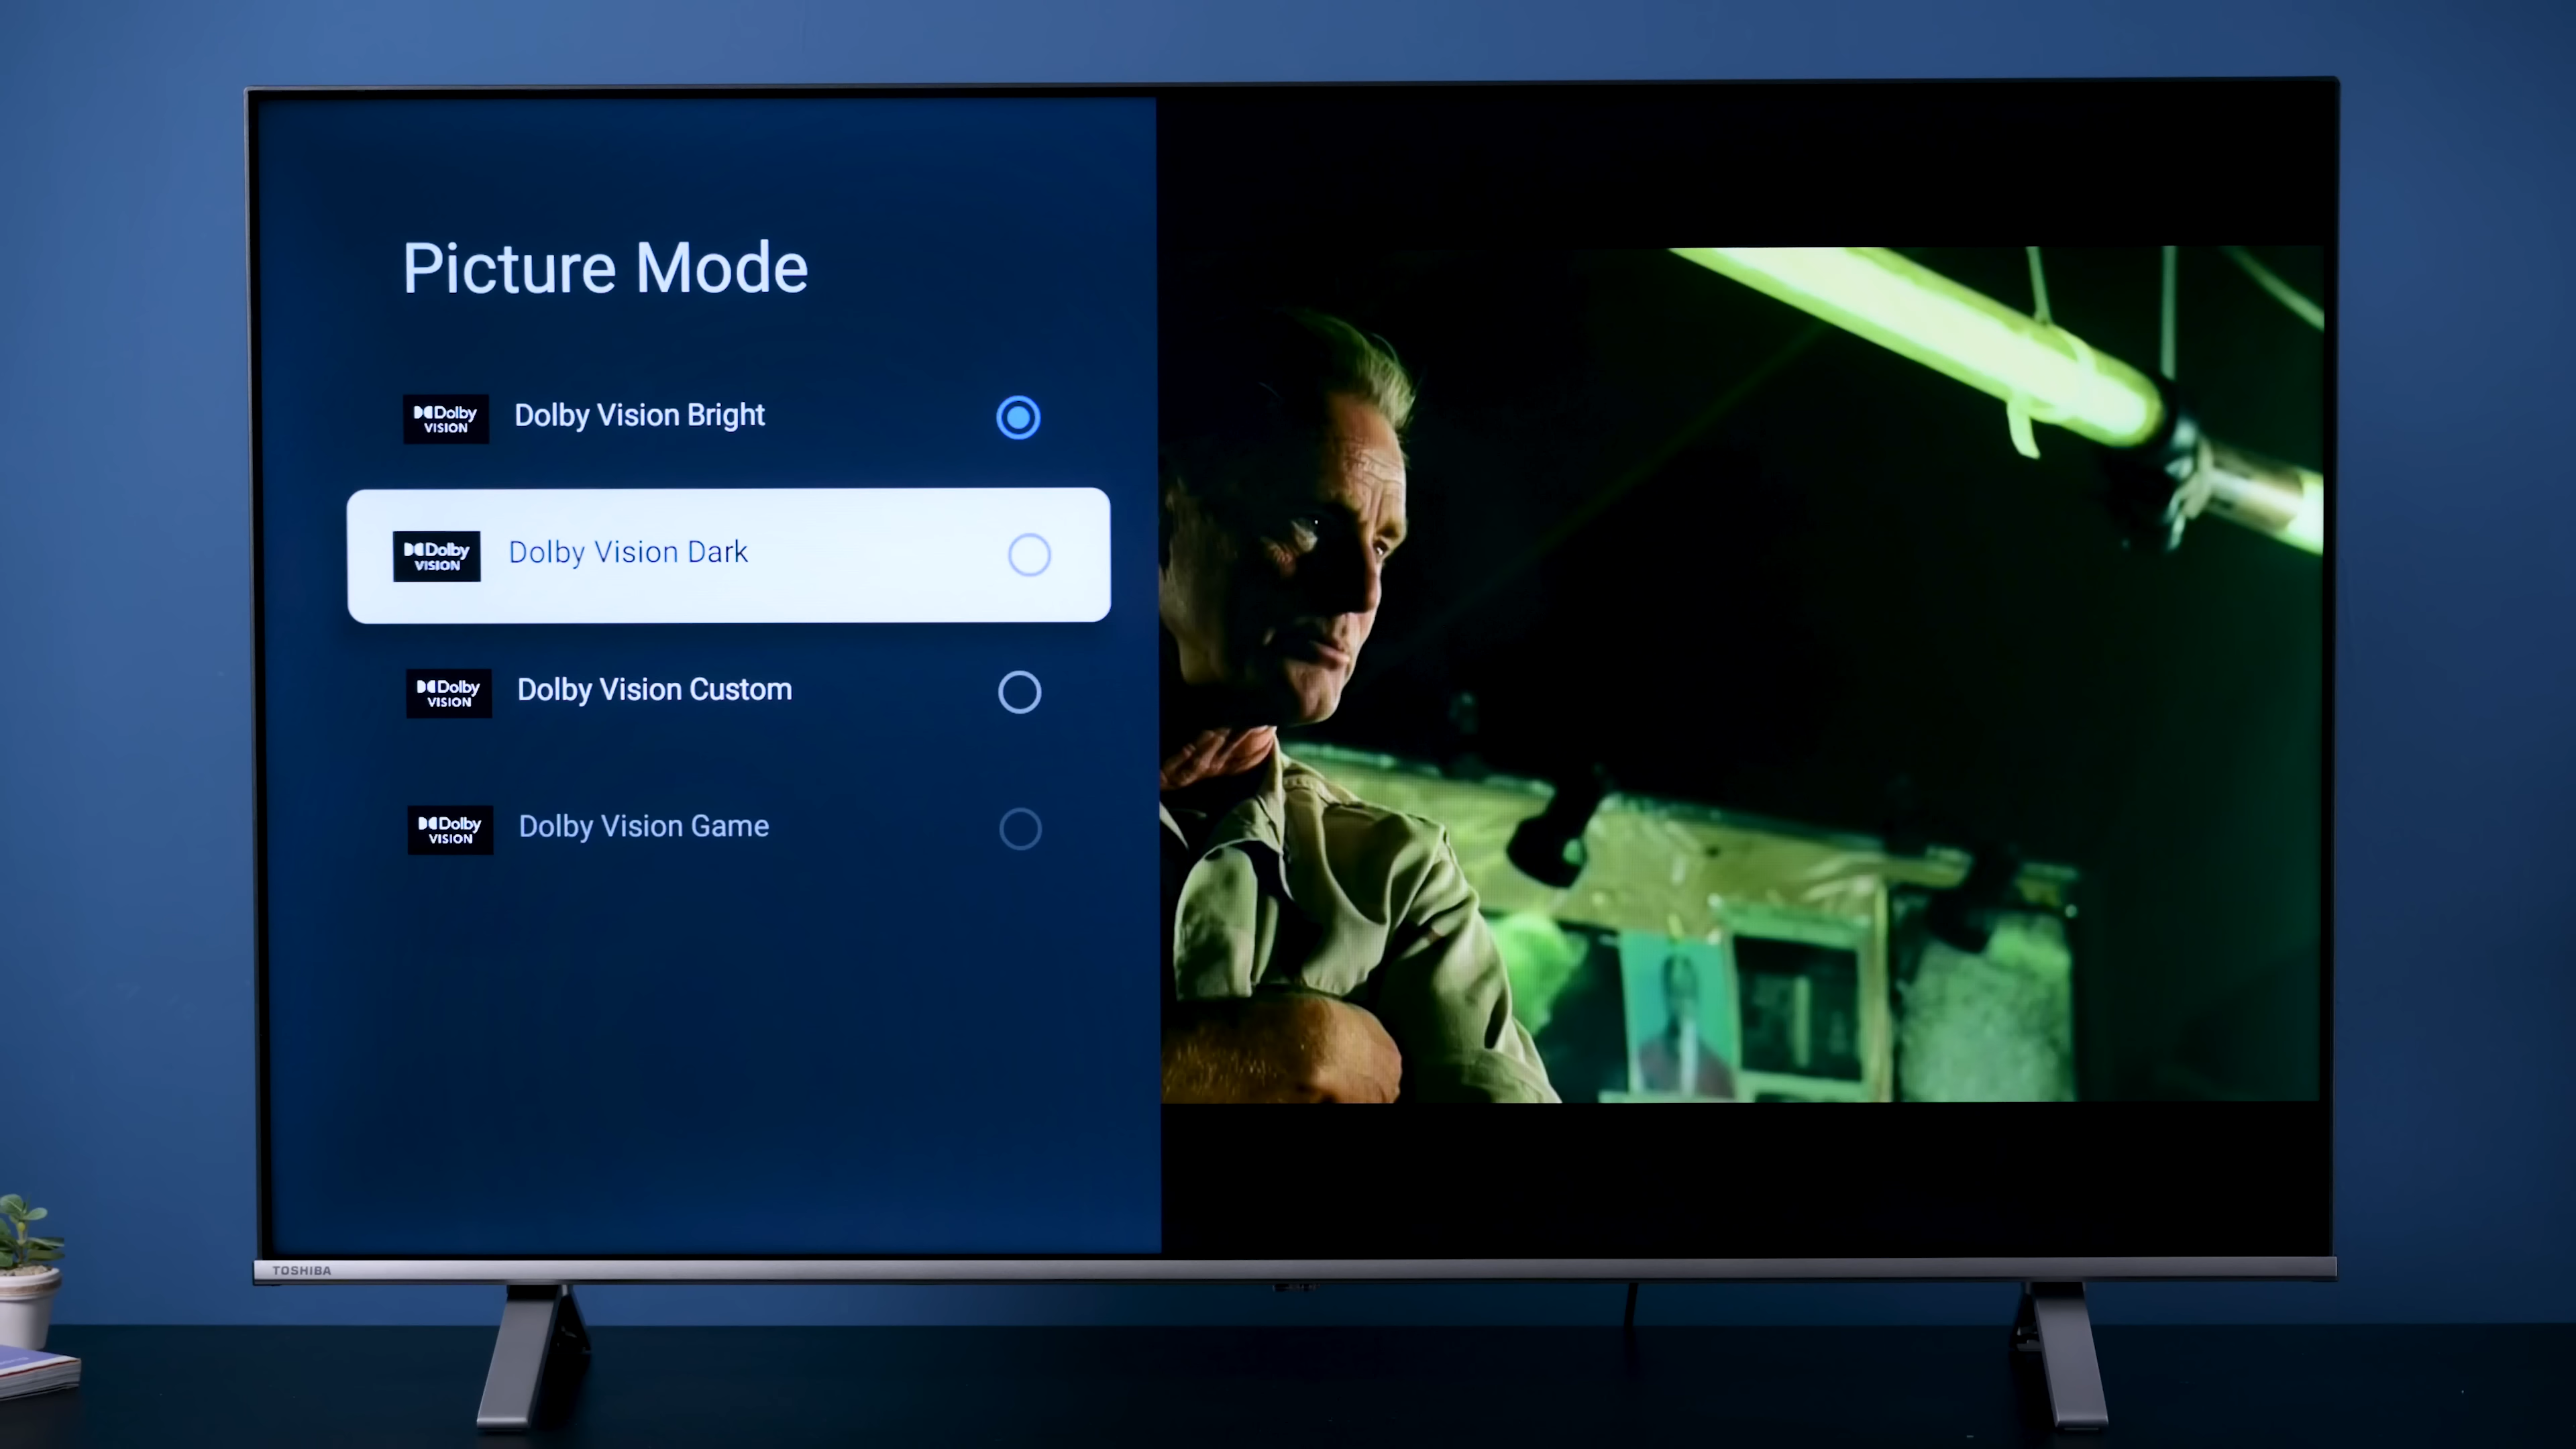 Picture Mode
Dolby
VISION
Dolby Vision Bright
Dolby
VISION
Dolby Vision Dark
Dolby
VISION
Dolby Vision Custom
Dolby
VISION
Dolby Vision Game
TOSHIBA